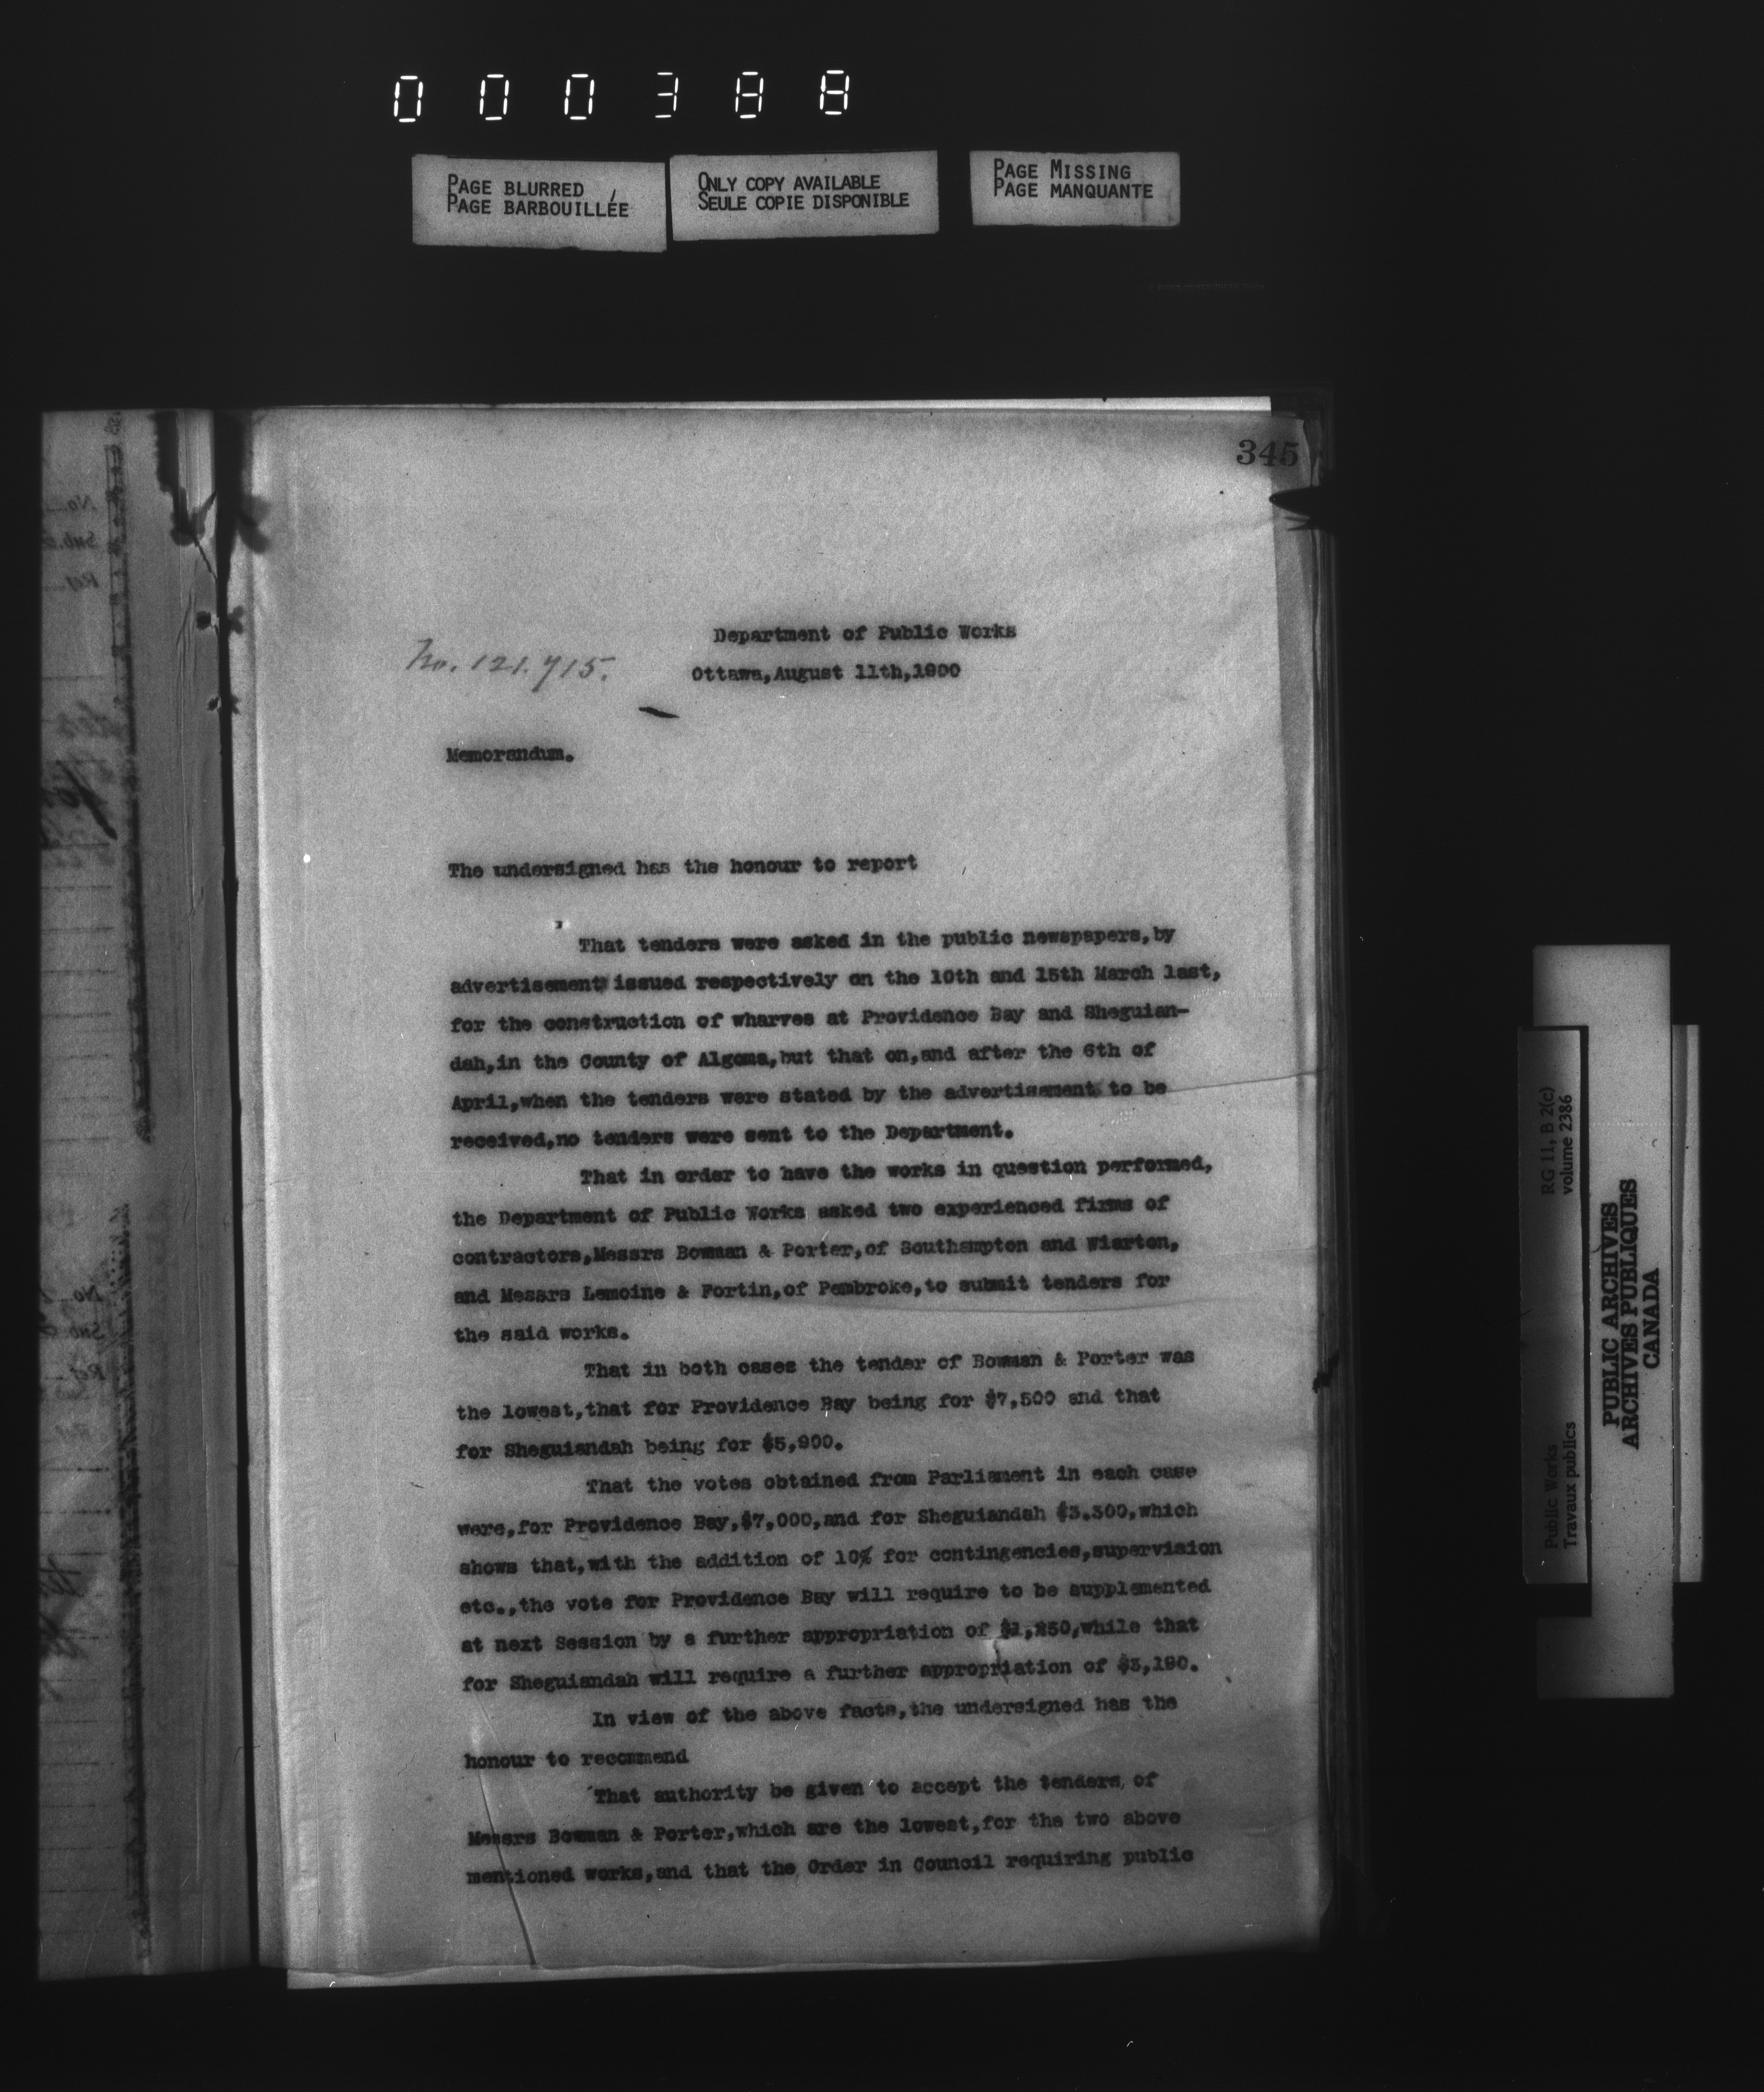 000388
PAGE BLURRED
PAGE BARBOUILLÉE
ONLY COPY AVAILABLE
SEULE COPIE DISPONIBLE
PAGE MISSING
PAGE MANQUANTE
345
Department of Public Works
No. 121.715.
Ottawa,August 11th,1900
Memorandum.
The undersigned has the honour to report
That tenders were asked in the public newspapers,by
advertisement issued respectively on the 10th and 15th March last,
for the construction of wharves at Providence Bay and Sheguian-
dah,in the County of Algoma,but that on,and after the 6th of
April,when the tenders were stated by the advertisement to be
received,no tenders were sent to the Department.
That in order to have the works in question performed,
the Department of Public Works asked two experienced firms of
contractors,Messrs Bowman & Porter,of Southampton and Wiarton,
and Messrs Lemoine & Fortin,of Pembroke,to submit tenders for
the said works.
That in both cases the tender of Bowman & Porter was
the lowest,that for Providence Bay being for $7,500 and that
for Sheguiandah being for $5,900.
That the votes obtained from Parliament in each case
were,for Providence Bay,$7,000,and for Sheguiandah $3.300,which
shows that,with the addition of 10% for contingencies,supervision
etc.,the vote for Providence Bay will require to be supplemented
at next Session by a further appropriation of $1,250,while that
for Sheguiandah will require a further appropriation of $3,190.
In view of the above facts,the undersigned has the
honour to recommend
That authority be given to accept the tenders of
Messrs Bowman & Porter,which are the lowest,for the two above
mentioned works,and that the Order in Council requiring public
Public Works
Travaux publics
RG 11, B 2(c)
volume 2386
PUBLIC ARCHIVES
ARCHIVES PUBLIQUES
CANADA